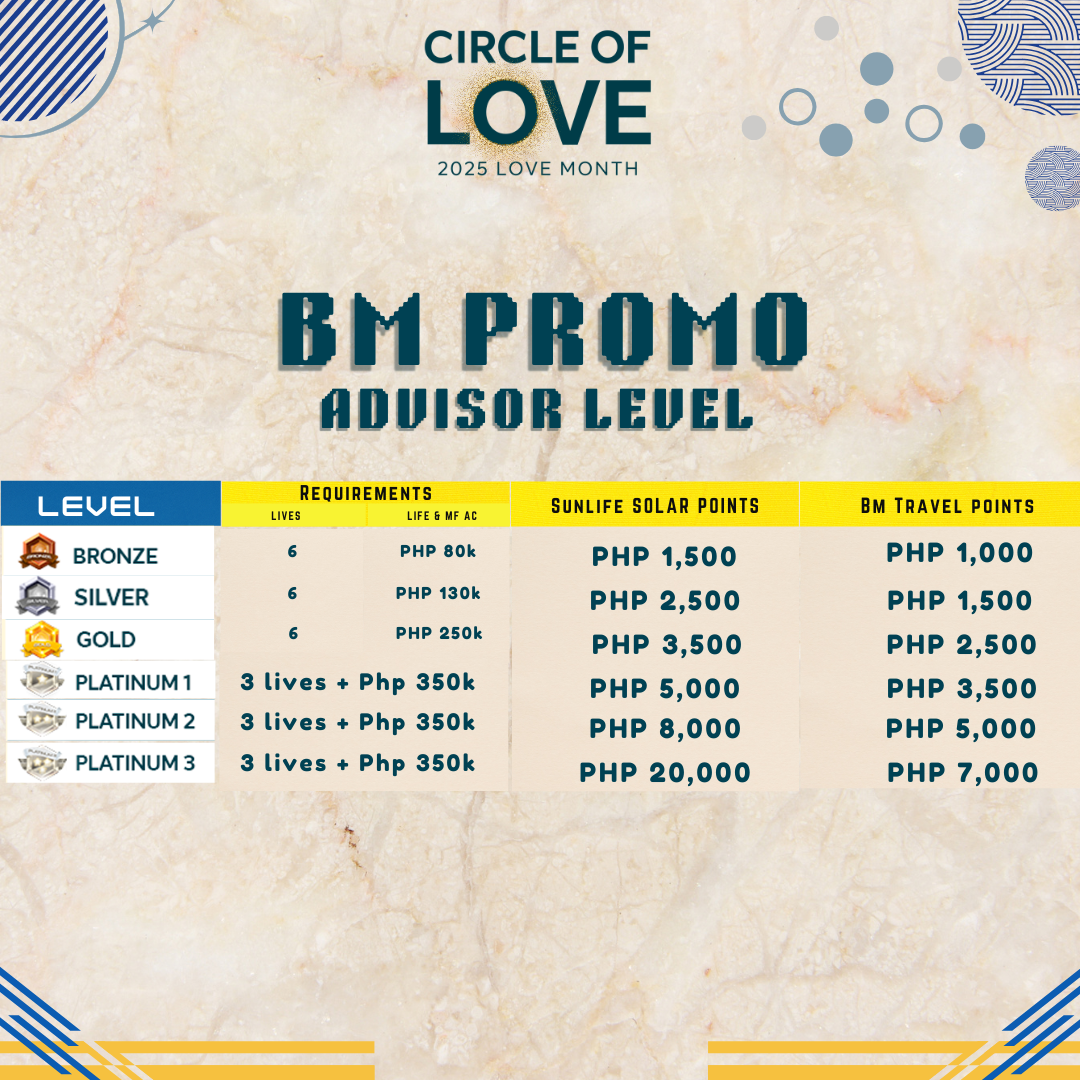 CIRCLE OF
LOVE
2025 LOVE MONTH
BM PROMO
ADVISOR LEVEL
LEVEL REQUIREMENTS SUNLIFE SOLAR POINTS BM TRAVEL POINTS
LIVES LIFE & MF AC
BRONZE 6 PHP 80k PHP 1,500 PHP 1,000
SILVER 6 PHP 130k PHP 2,500 PHP 1,500
GOLD 6 PHP 250k PHP 3,500 PHP 2,500
PLATINUM 1 3 lives + Php 350k PHP 5,000 PHP 3,500
PLATINUM 2 3 lives + Php 350k PHP 8,000 PHP 5,000
PLATINUM 3 3 lives + Php 350k PHP 20,000 PHP 7,000